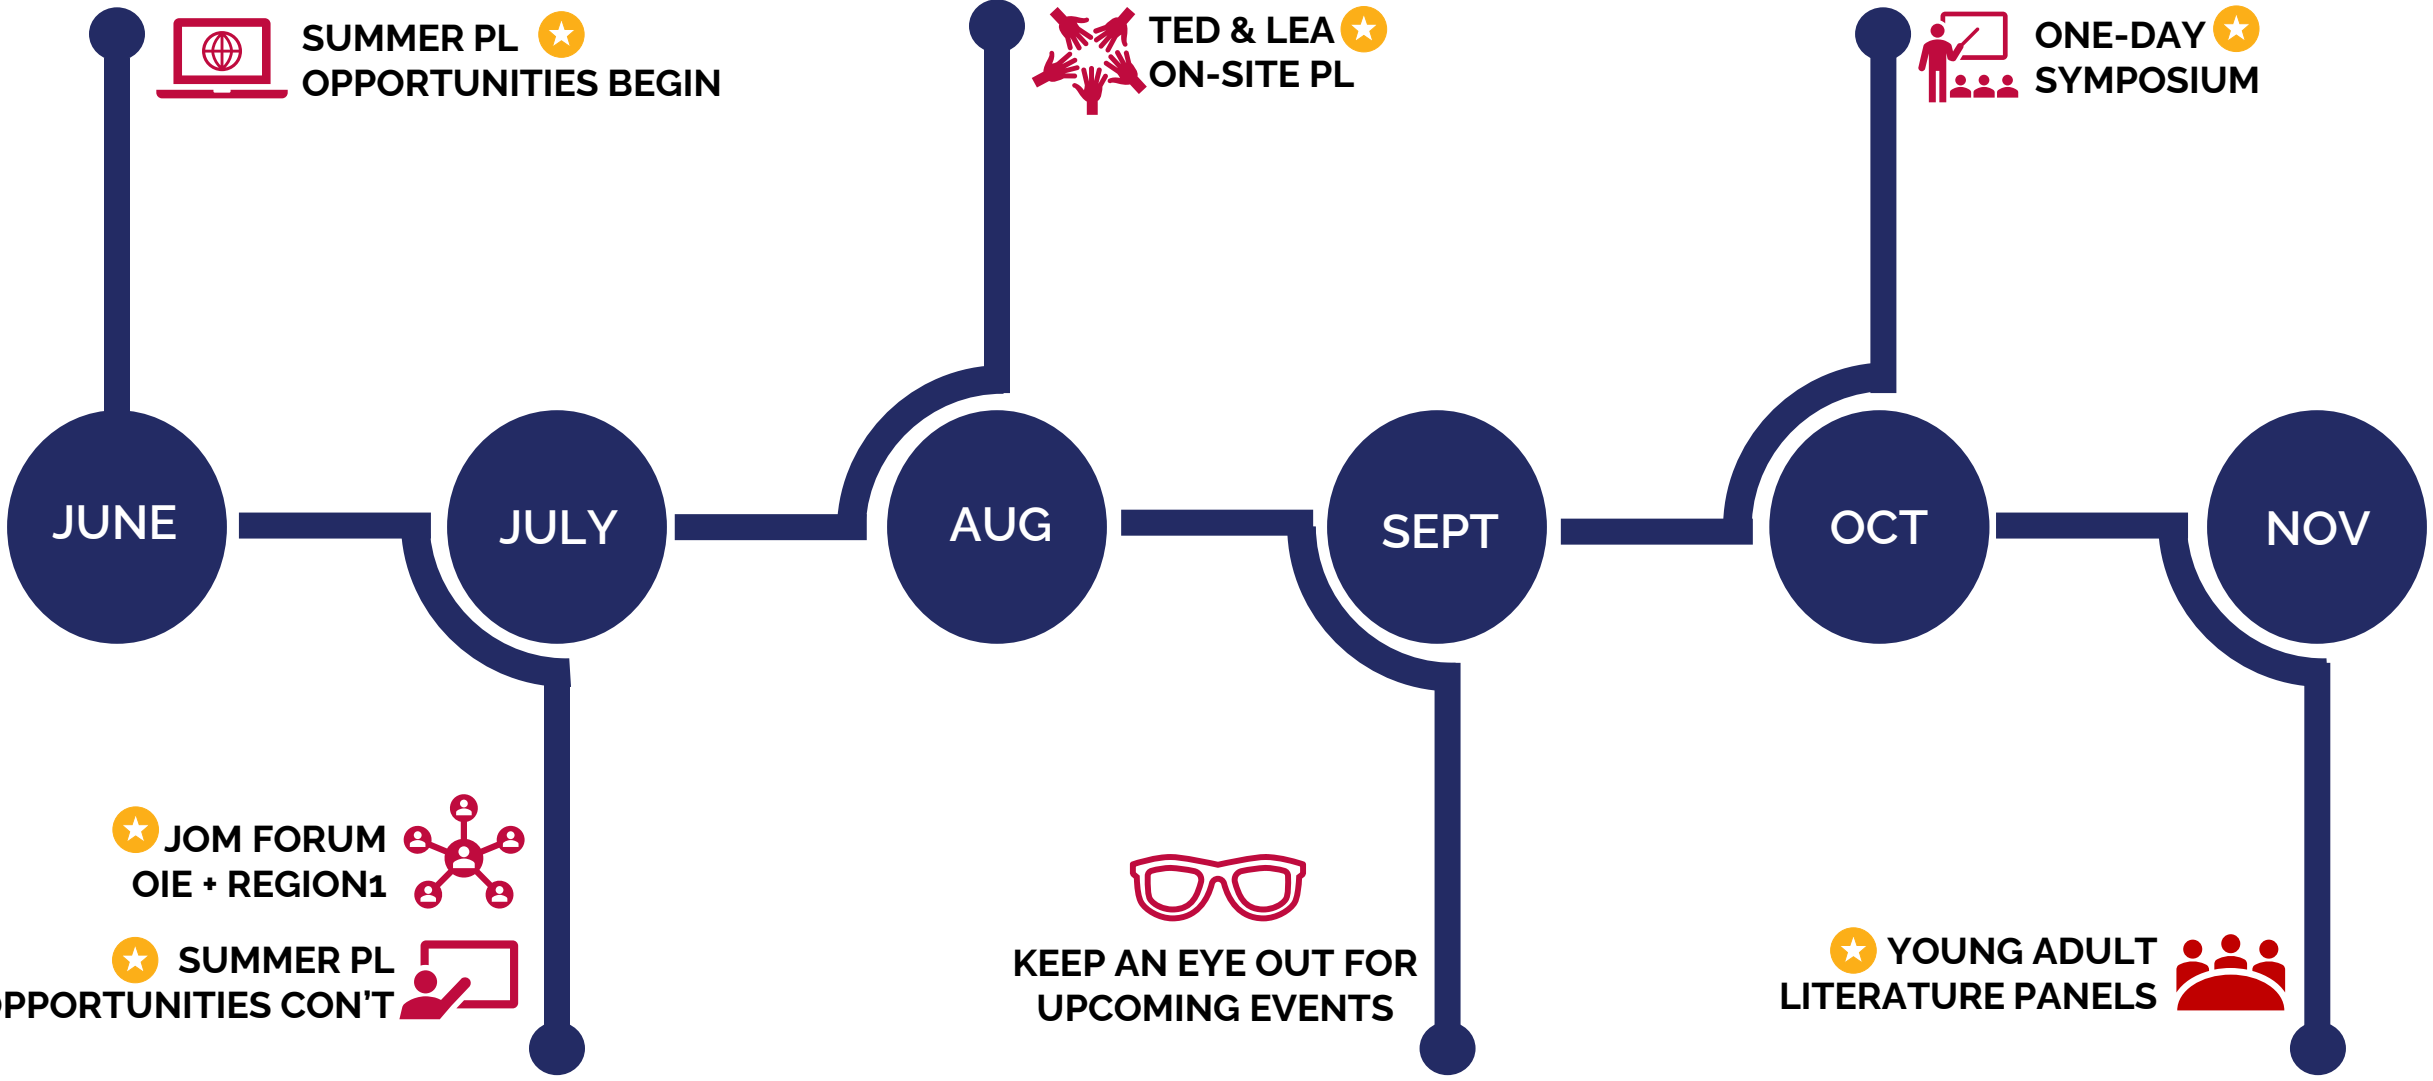 SUMMER PL
OPPORTUNITIES BEGIN
TED & LEA
ON-SITE PL
ONE-DAY
SYMPOSIUM
JUNE
JULY
AUG
SEPT
OCT
NOV
JOM FORUM
OIE + REGION1
SUMMER PL
OPPORTUNITIES CON'T
KEEP AN EYE OUT FOR
UPCOMING EVENTS
YOUNG ADULT
LITERATURE PANELS